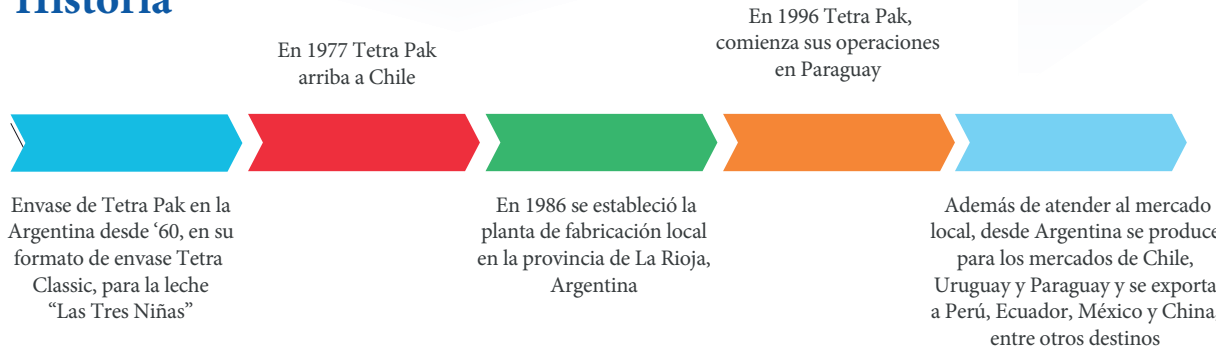 Historia
En 1977 Tetra Pak
arriba a Chile
En 1996 Tetra Pak,
comienza sus operaciones
en Paraguay
Envase de Tetra Pak en la
Argentina desde ‘60, en su
formato de envase Tetra
Classic, para la leche
“Las Tres Niñas”
En 1986 se estableció la
planta de fabricación local
en la provincia de La Rioja,
Argentina
Además de atender al mercado
local, desde Argentina se produce
para los mercados de Chile,
Uruguay y Paraguay y se exporta
a Perú, Ecuador, México y China,
entre otros destinos